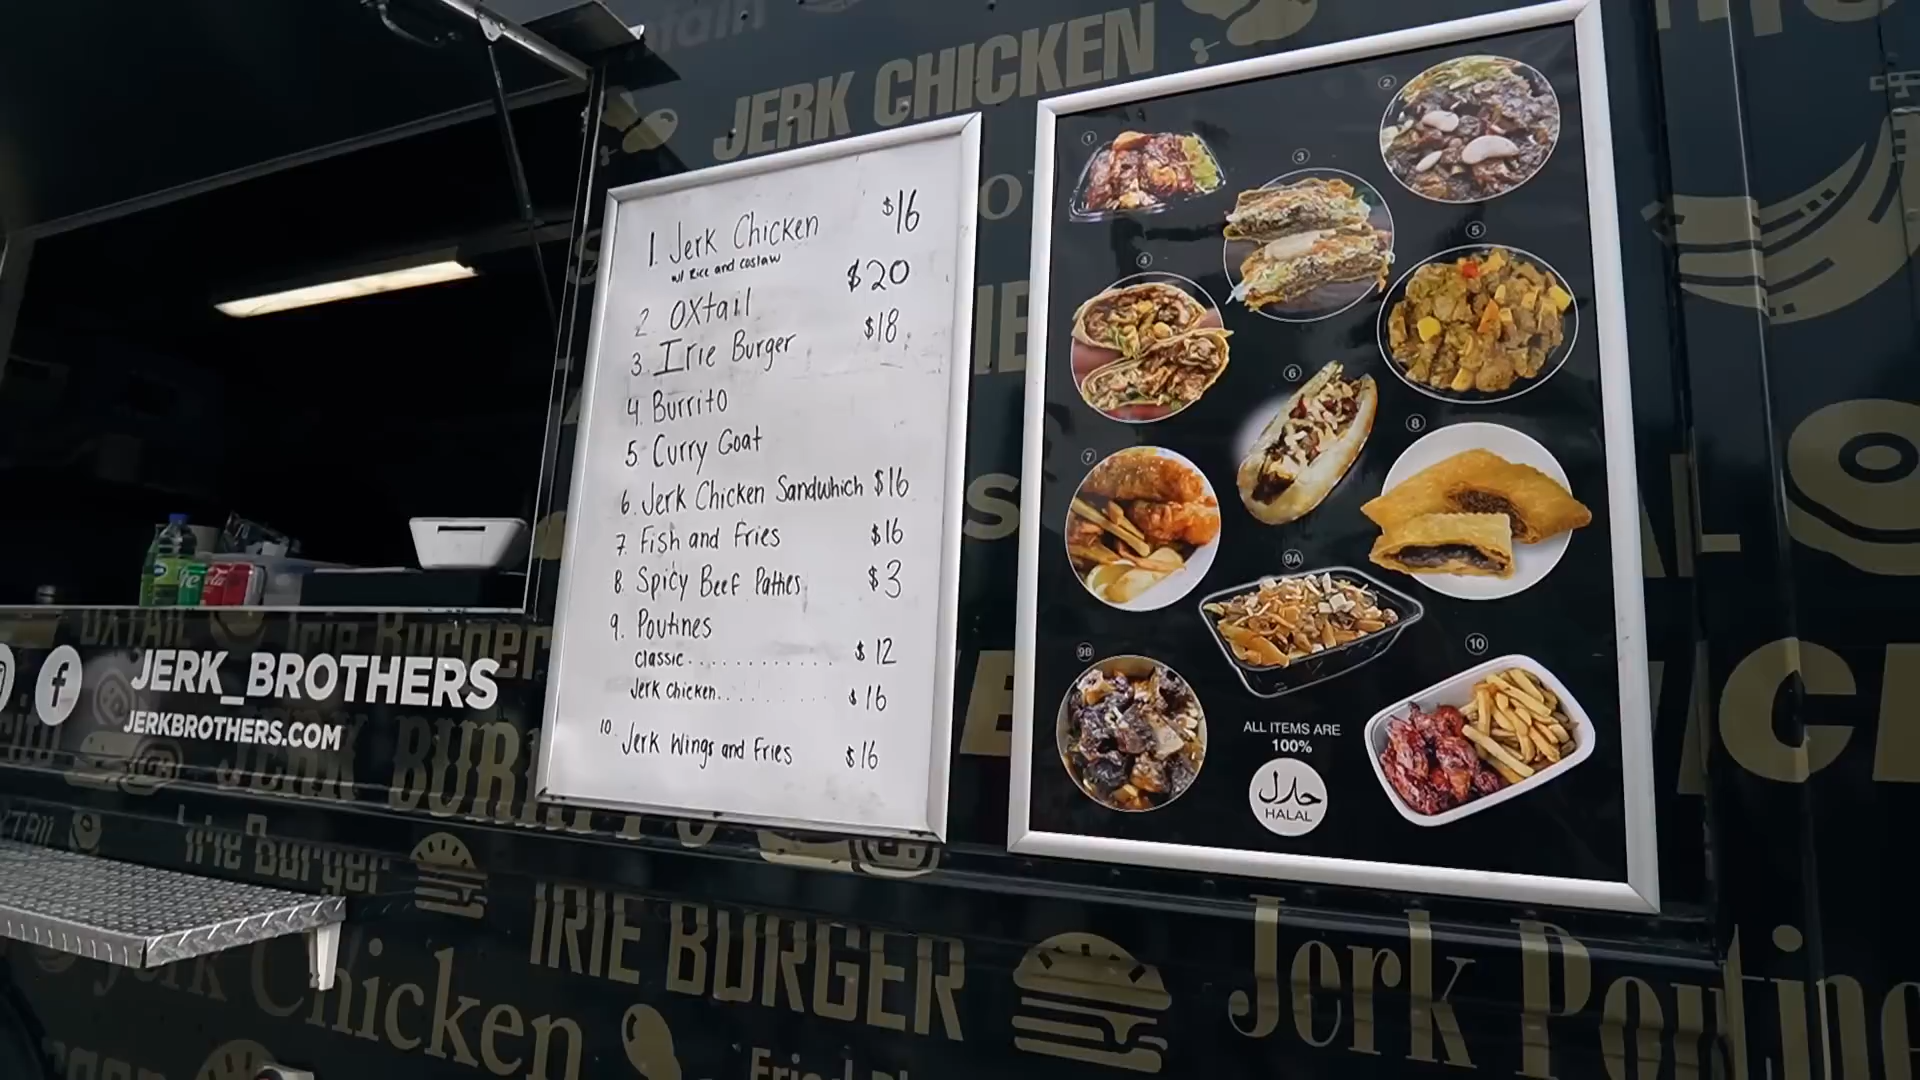 JERK CHICKEN
1. Jerk Chicken $16
w/ Rice and Coslaw
2 Oxtail $20
3. Irie Burger $18
4 Burrito
5 Curry Goat
6. Jerk Chicken Sandwhich $16
7. Fish and Fries $16
8. Spicy Beef Patties $3
9. Poutines
Classic............. $12
Jerk Chicken........ $16
10. Jerk Wings and Fries $16
1
2
3
4
5
6
7
8
9A
9B
10
ALL ITEMS ARE
100%
حلال
HALAL
OXTAIL
Irie Burger
JERK_BROTHERS
JERKBROTHERS.COM
JERK BURRITO
Irie Burger
IRIE BURGER
Jerk Chicken
Jerk Poutine